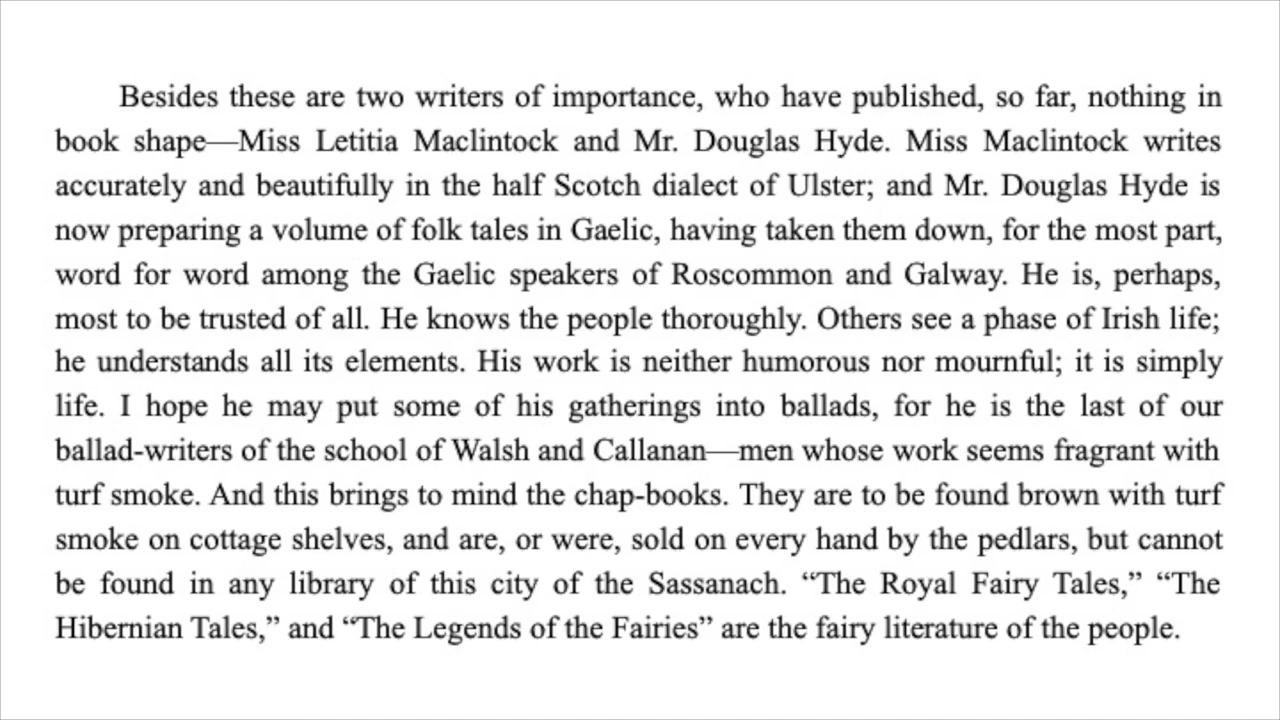 Besides these are two writers of importance, who have published, so far, nothing in
book shape—Miss Letitia Maclintock and Mr. Douglas Hyde. Miss Maclintock writes
accurately and beautifully in the half Scotch dialect of Ulster; and Mr. Douglas Hyde is
now preparing a volume of folk tales in Gaelic, having taken them down, for the most part,
word for word among the Gaelic speakers of Roscommon and Galway. He is, perhaps,
most to be trusted of all. He knows the people thoroughly. Others see a phase of Irish life;
he understands all its elements. His work is neither humorous nor mournful; it is simply
life. I hope he may put some of his gatherings into ballads, for he is the last of our
ballad-writers of the school of Walsh and Callanan—men whose work seems fragrant with
turf smoke. And this brings to mind the chap-books. They are to be found brown with turf
smoke on cottage shelves, and are, or were, sold on every hand by the pedlars, but cannot
be found in any library of this city of the Sassanach. “The Royal Fairy Tales,” “The
Hibernian Tales,” and “The Legends of the Fairies” are the fairy literature of the people.